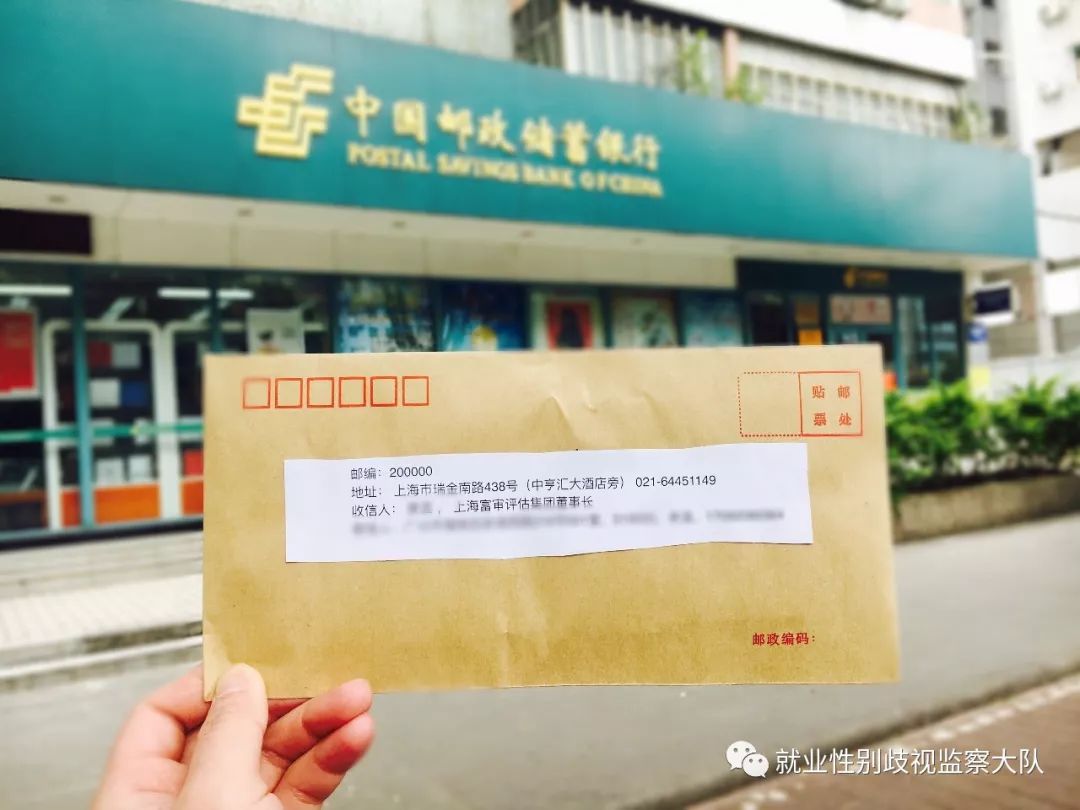 中国邮政储蓄银行
POSTAL SAVINGS BANK OF CHINA
贴 邮
票 处
邮编：200000
地址： 上海市瑞金南路438号（中亨汇大酒店旁） 021-64451149
收信人： ，上海富审评估集团董事长
邮政编码：
就业性别歧视监察大队